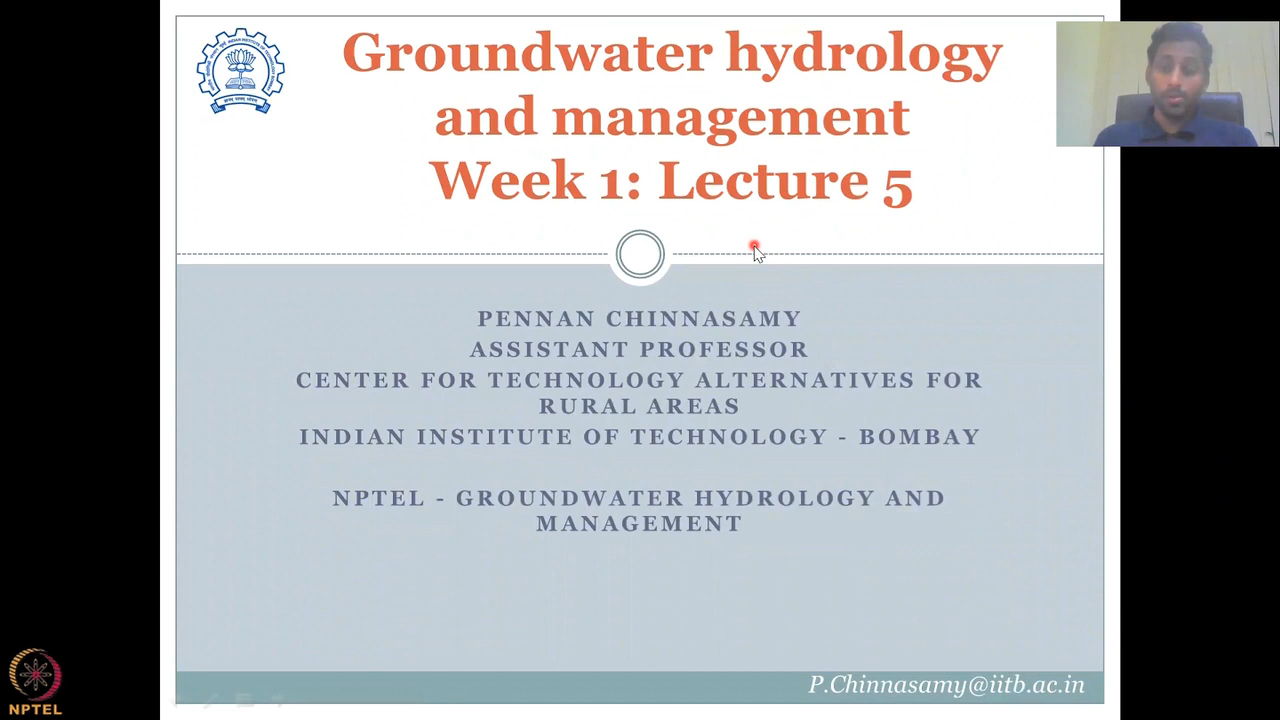 Groundwater hydrology
and management
Week 1: Lecture 5
PENNAN CHINNASAMY
ASSISTANT PROFESSOR
CENTER FOR TECHNOLOGY ALTERNATIVES FOR
RURAL AREAS
INDIAN INSTITUTE OF TECHNOLOGY - BOMBAY
NPTEL - GROUNDWATER HYDROLOGY AND
MANAGEMENT
P.Chinnasamy@iitb.ac.in
NPTEL